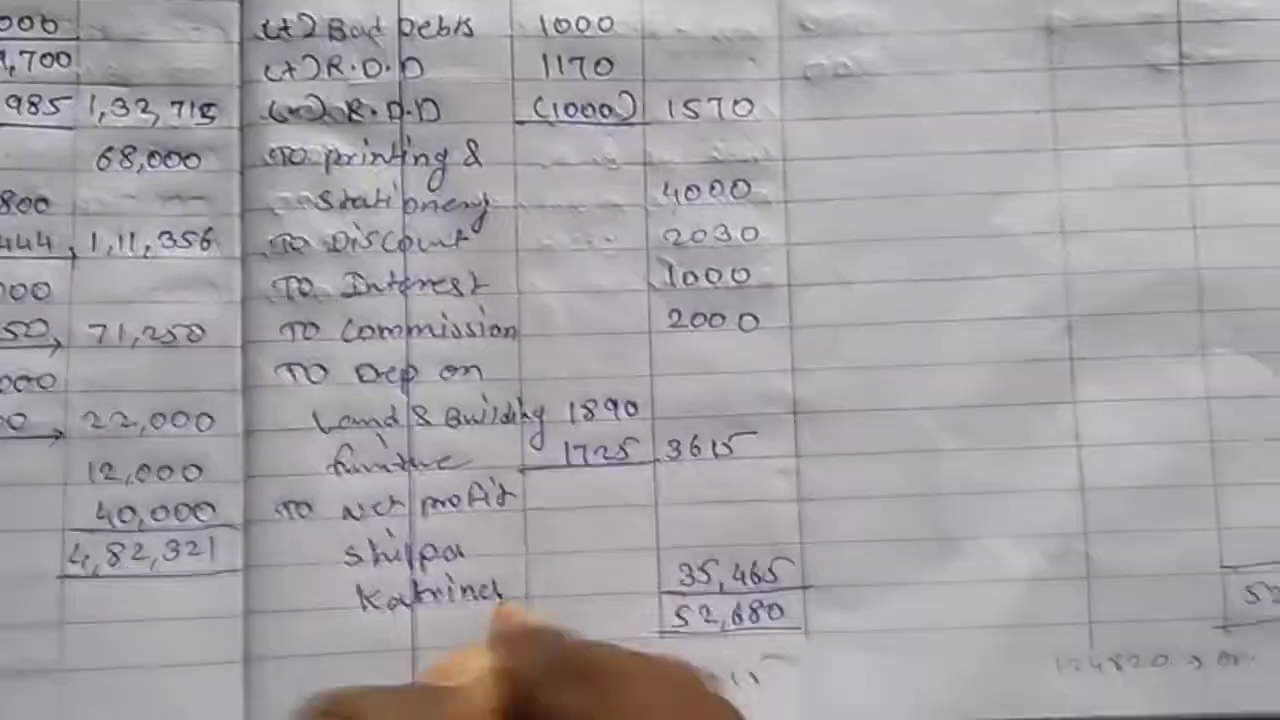 000 (+) Bad Debts 1000
1,700 (+) R.D.D 1170
985 1,32,715 (-) R.D.D (1000) 1570
68,000 TO printing &
800 stationery 4000
444 1,11,356 TO Discount 2030
000 TO Interest 1000
50 71,250 TO Commission 2000
000 TO Dep on
0 22,000 Land & Building 1890
12,000 furniture 1725 3615
40,000 TO Net profit
4,82,321 Shilpa 35,465
Katrina 52,680